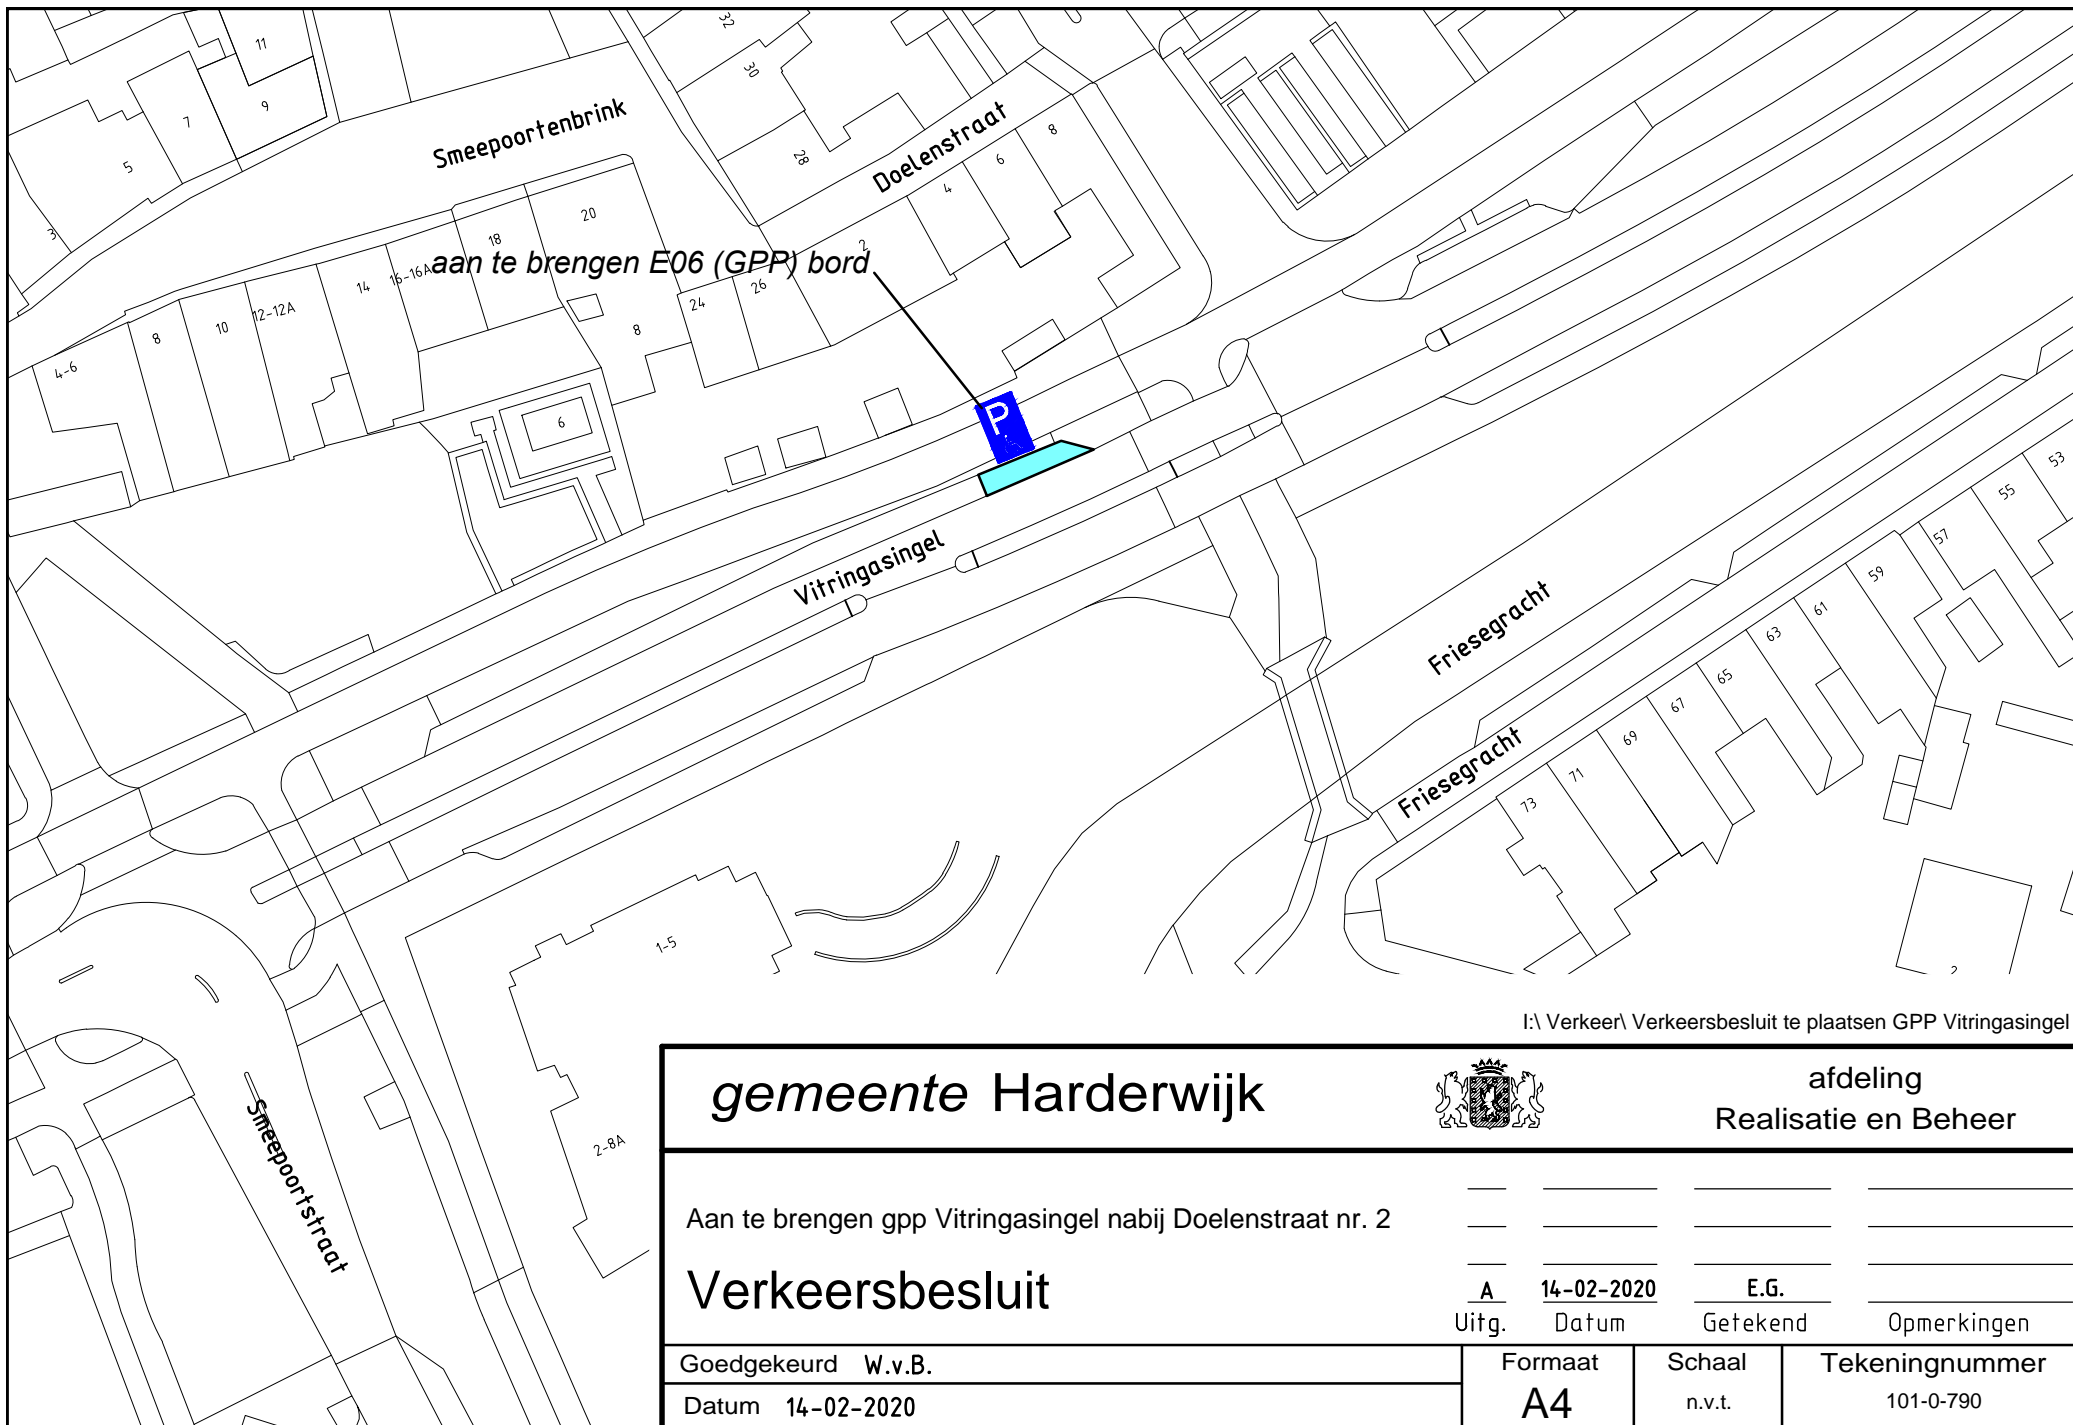 11
32
9
7
5
3
30
28
Smeepoortenbrink
Doelenstraat
8
6
4
2
20
18
16-16A
14
12-12A
10
8
4-6
aan te brengen E06 (GPP) bord
26
24
8
6
P
Vitringasingel
Friesegracht
Friesegracht
53
55
57
59
61
63
65
67
69
71
73
2
1-5
2-8A
Smeepoortstraat
I:\ Verkeer\ Verkeersbesluit te plaatsen GPP Vitringasingel
gemeente Harderwijk
afdeling
Realisatie en Beheer
Aan te brengen gpp Vitringasingel nabij Doelenstraat nr. 2
Verkeersbesluit
A 14-02-2020 E.G.
Uitg. Datum Getekend Opmerkingen
Goedgekeurd W.v.B.
Datum 14-02-2020
Formaat Schaal Tekeningnummer
A4 n.v.t. 101-0-790